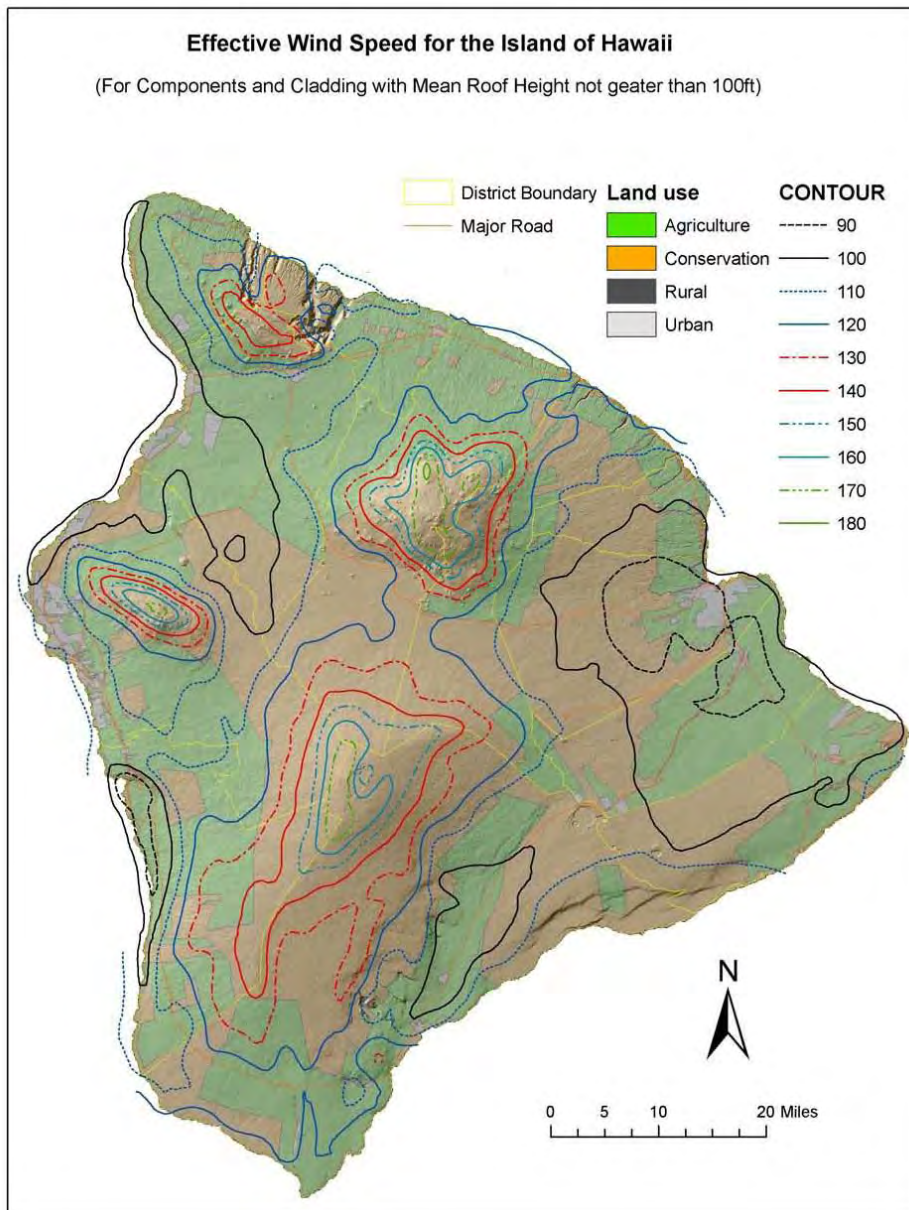 Effective Wind Speed for the Island of Hawaii
(For Components and Cladding with Mean Roof Height not geater than 100ft)
District Boundary
Major Road
Land use
Agriculture
Conservation
Rural
Urban
CONTOUR
90
100
110
120
130
140
150
160
170
180
N
0 5 10 20 Miles